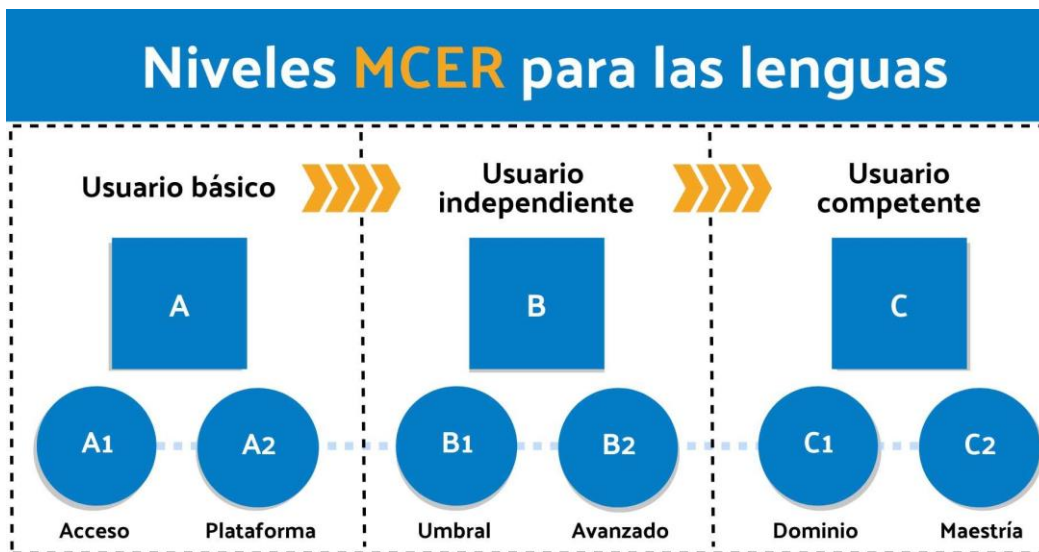 Niveles MCER para las lenguas
Usuario básico
Usuario
independiente
Usuario
competente
A
B
C
A1
A2
B1
B2
C1
C2
Acceso
Plataforma
Umbral
Avanzado
Dominio
Maestría